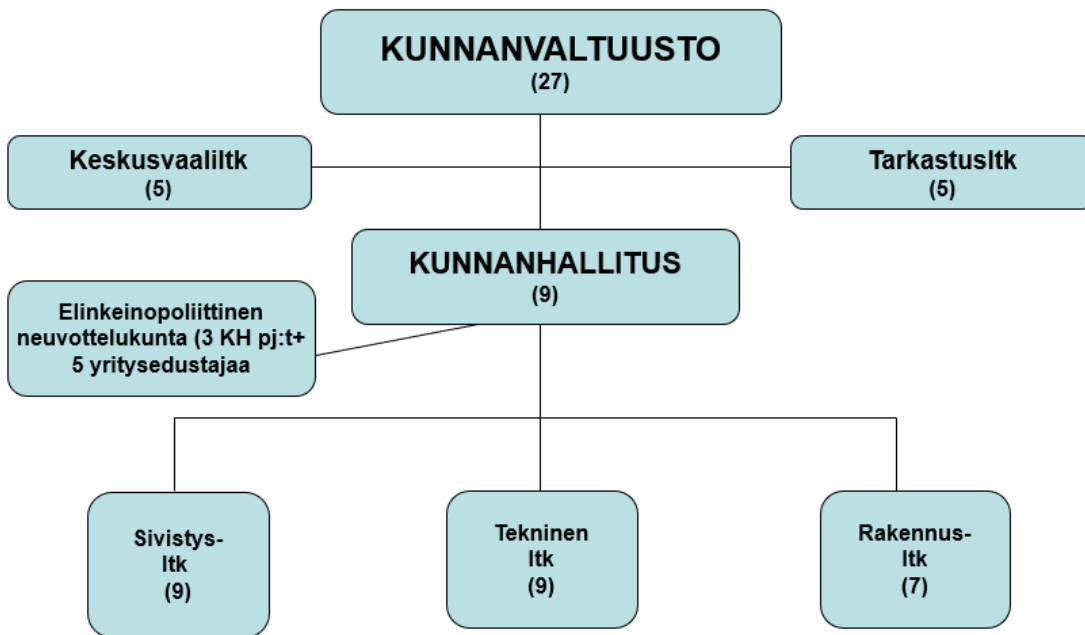 KUNNANVALTUUSTO
(27)
Keskusvaaliltk
(5)
Tarkastusltk
(5)
KUNNANHALLITUS
(9)
Elinkeinopoliittinen
neuvottelukunta (3 KH pj:t+
5 yritysedustajaa
Sivistys-
ltk
(9)
Tekninen
ltk
(9)
Rakennus-
ltk
(7)